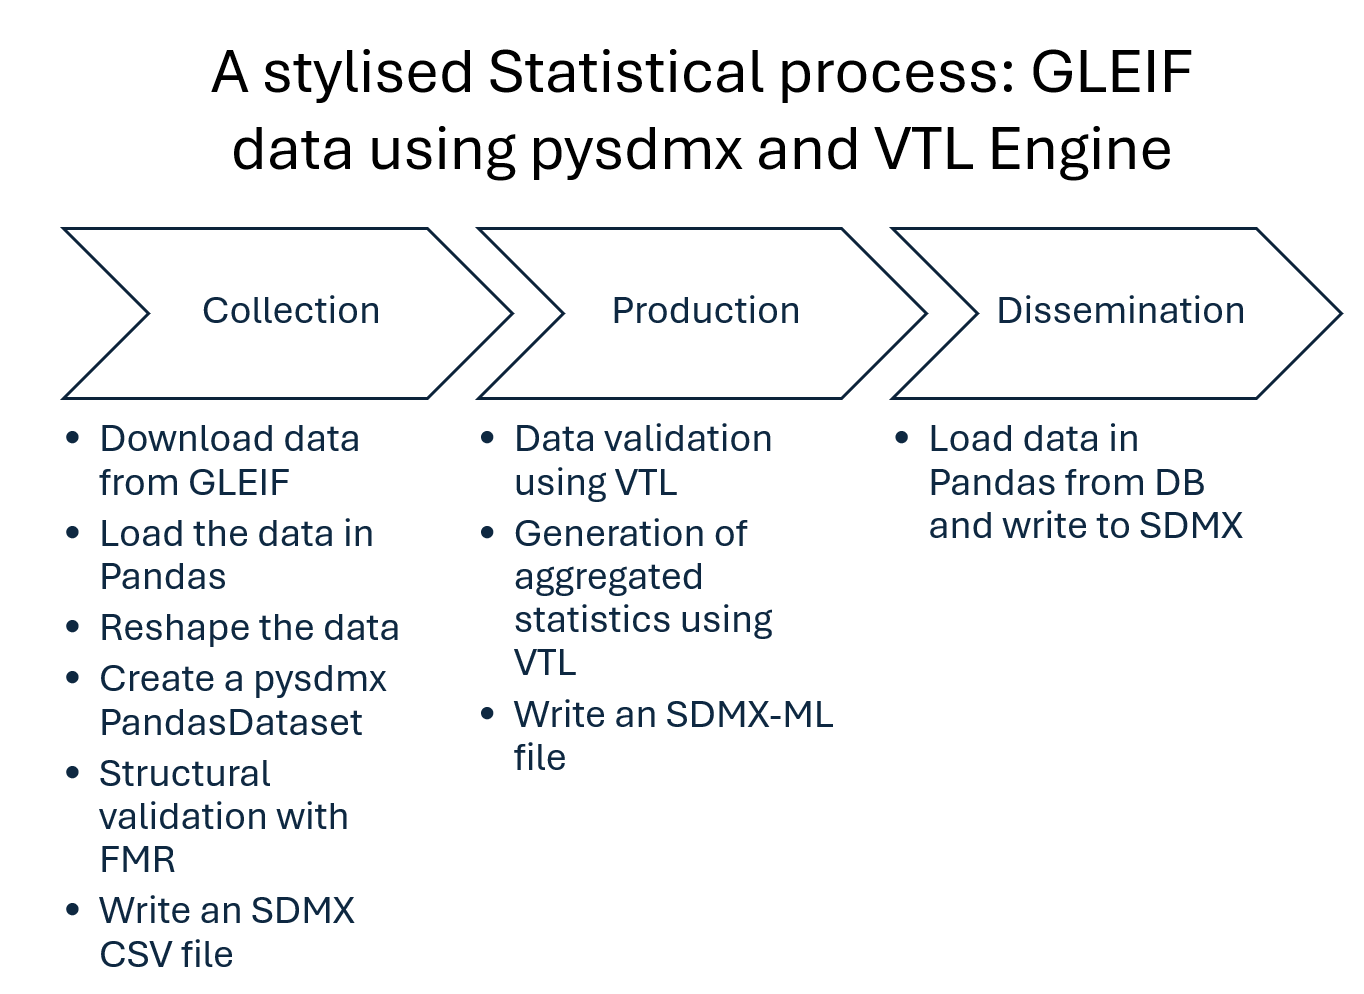 A stylised Statistical process: GLEIF
data using pysdmx and VTL Engine
Collection
Production
Dissemination
• Download data
from GLEIF
• Load the data in
Pandas
• Reshape the data
• Create a pysdmx
PandasDataset
• Structural
validation with
FMR
• Write an SDMX
CSV file
• Data validation
using VTL
• Generation of
aggregated
statistics using
VTL
• Write an SDMX-ML
file
• Load data in
Pandas from DB
and write to SDMX